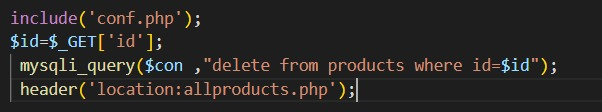 include('conf.php');
$id=$_GET['id'];
mysqli_query($con ,"delete from products where id=$id");
header('location:allproducts.php');